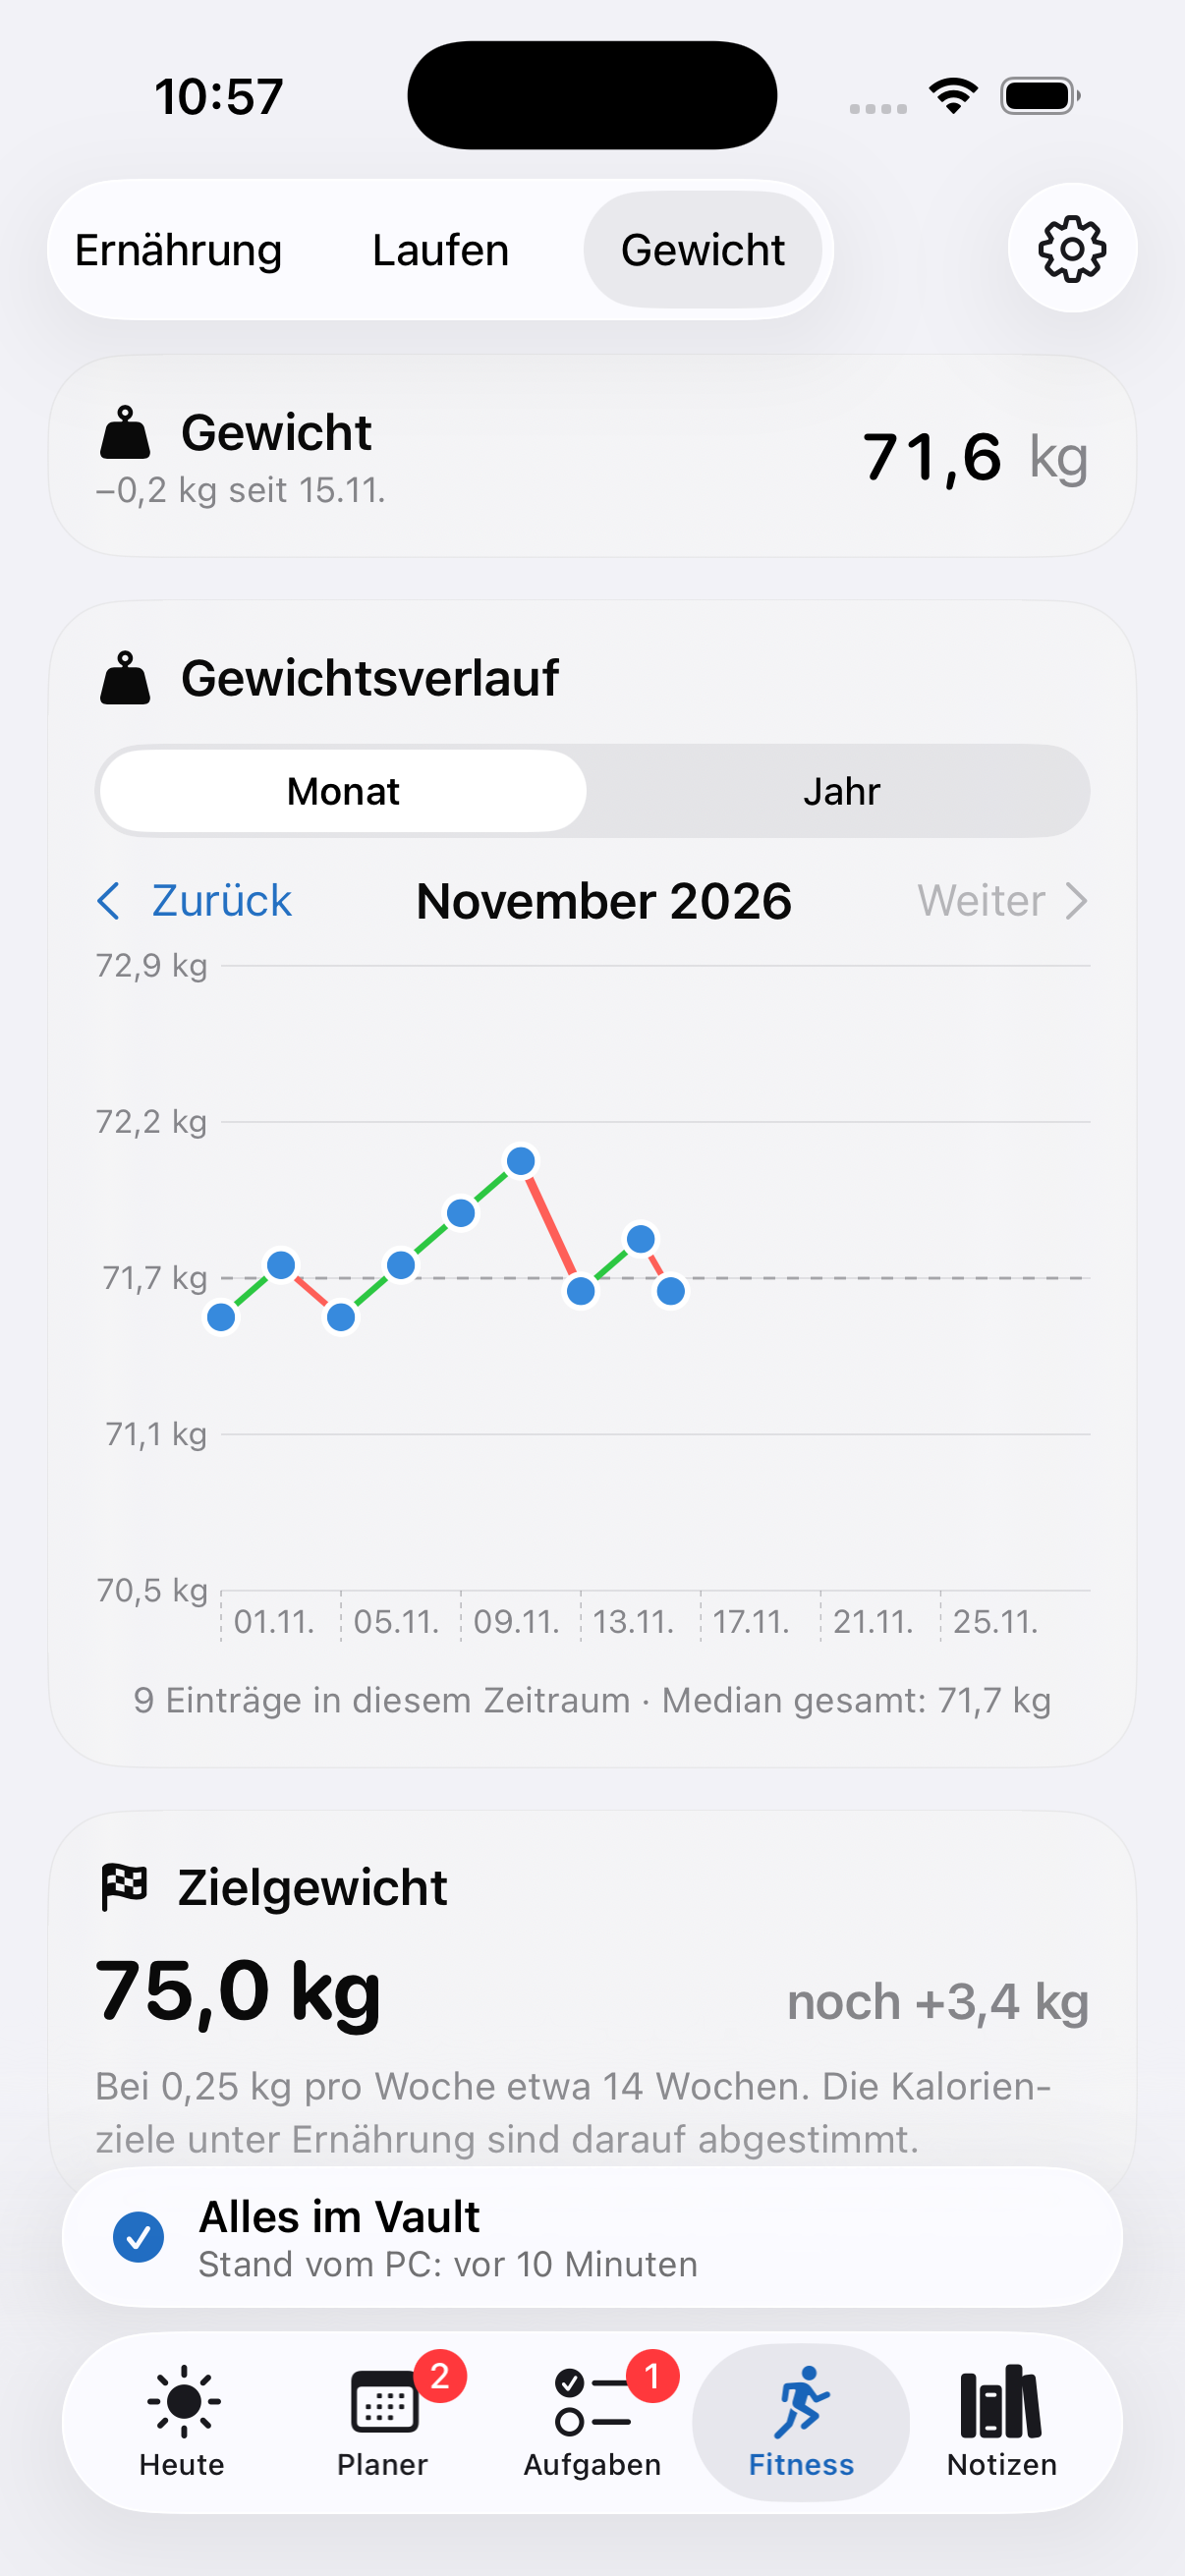 10:57
Ernährung Laufen Gewicht
Gewicht
−0,2 kg seit 15.11.
71,6 kg
Gewichtsverlauf
Monat Jahr
Zurück November 2026 Weiter
72,9 kg
72,2 kg
71,7 kg
71,1 kg
70,5 kg
01.11. 05.11. 09.11. 13.11. 17.11. 21.11. 25.11.
9 Einträge in diesem Zeitraum · Median gesamt: 71,7 kg
Zielgewicht
75,0 kg noch +3,4 kg
Bei 0,25 kg pro Woche etwa 14 Wochen. Die Kalorien-
ziele unter Ernährung sind darauf abgestimmt.
Alles im Vault
Stand vom PC: vor 10 Minuten
2 1
Heute Planer Aufgaben Fitness Notizen